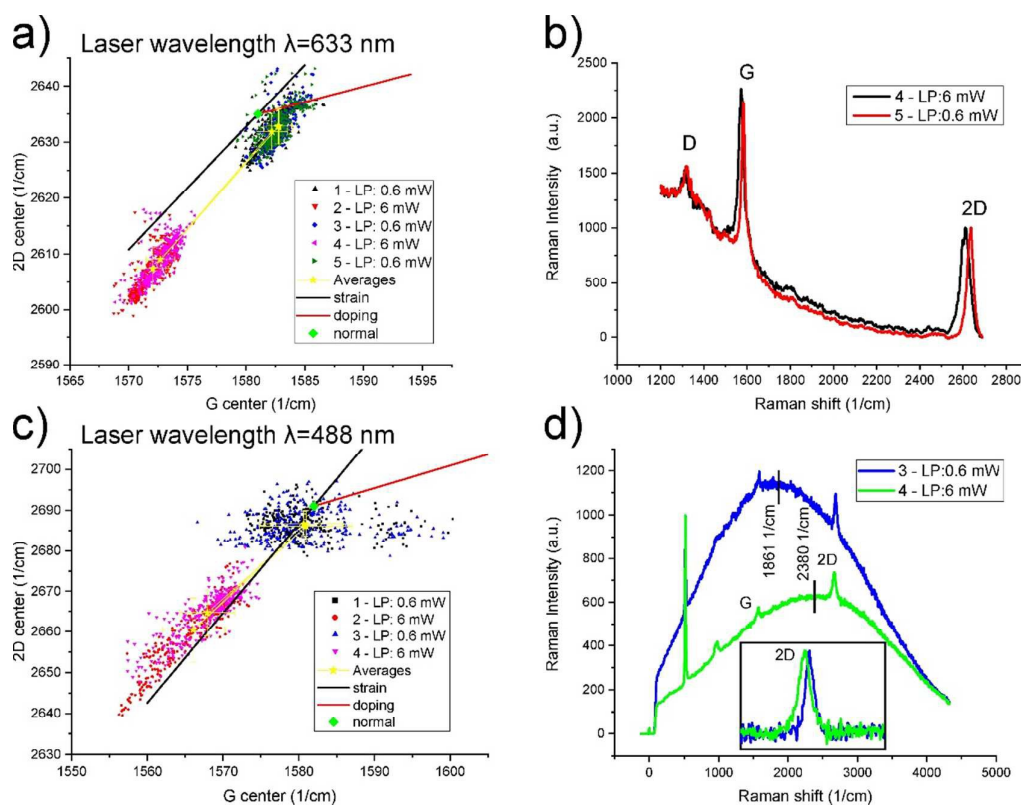 a)
Laser wavelength λ=633 nm
2D center (1/cm)
2640
2630
2620
2610
2600
2590
1565 1570 1575 1580 1585 1590 1595
G center (1/cm)
1 - LP: 0.6 mW
2 - LP: 6 mW
3 - LP: 0.6 mW
4 - LP: 6 mW
5 - LP: 0.6 mW
Averages
strain
doping
normal
b)
Raman Intensity (a.u.)
2500
2000
1500
1000
500
0
1000 1200 1400 1600 1800 2000 2200 2400 2600 2800
Raman shift (1/cm)
D
G
2D
4 - LP:6 mW
5 - LP:0.6 mW
c)
Laser wavelength λ=488 nm
2D center (1/cm)
2700
2690
2680
2670
2660
2650
2640
2630
1550 1560 1570 1580 1590 1600
G center (1/cm)
1 - LP: 0.6 mW
2 - LP: 6 mW
3 - LP: 0.6 mW
4 - LP: 6 mW
Averages
strain
doping
normal
d)
Raman Intensity (a.u.)
1200
1100
1000
900
800
700
600
500
400
300
200
100
0
0 1000 2000 3000 4000 5000
Raman shift (1/cm)
3 - LP:0.6 mW
4 - LP:6 mW
1861 1/cm
2380 1/cm
G
2D
2D